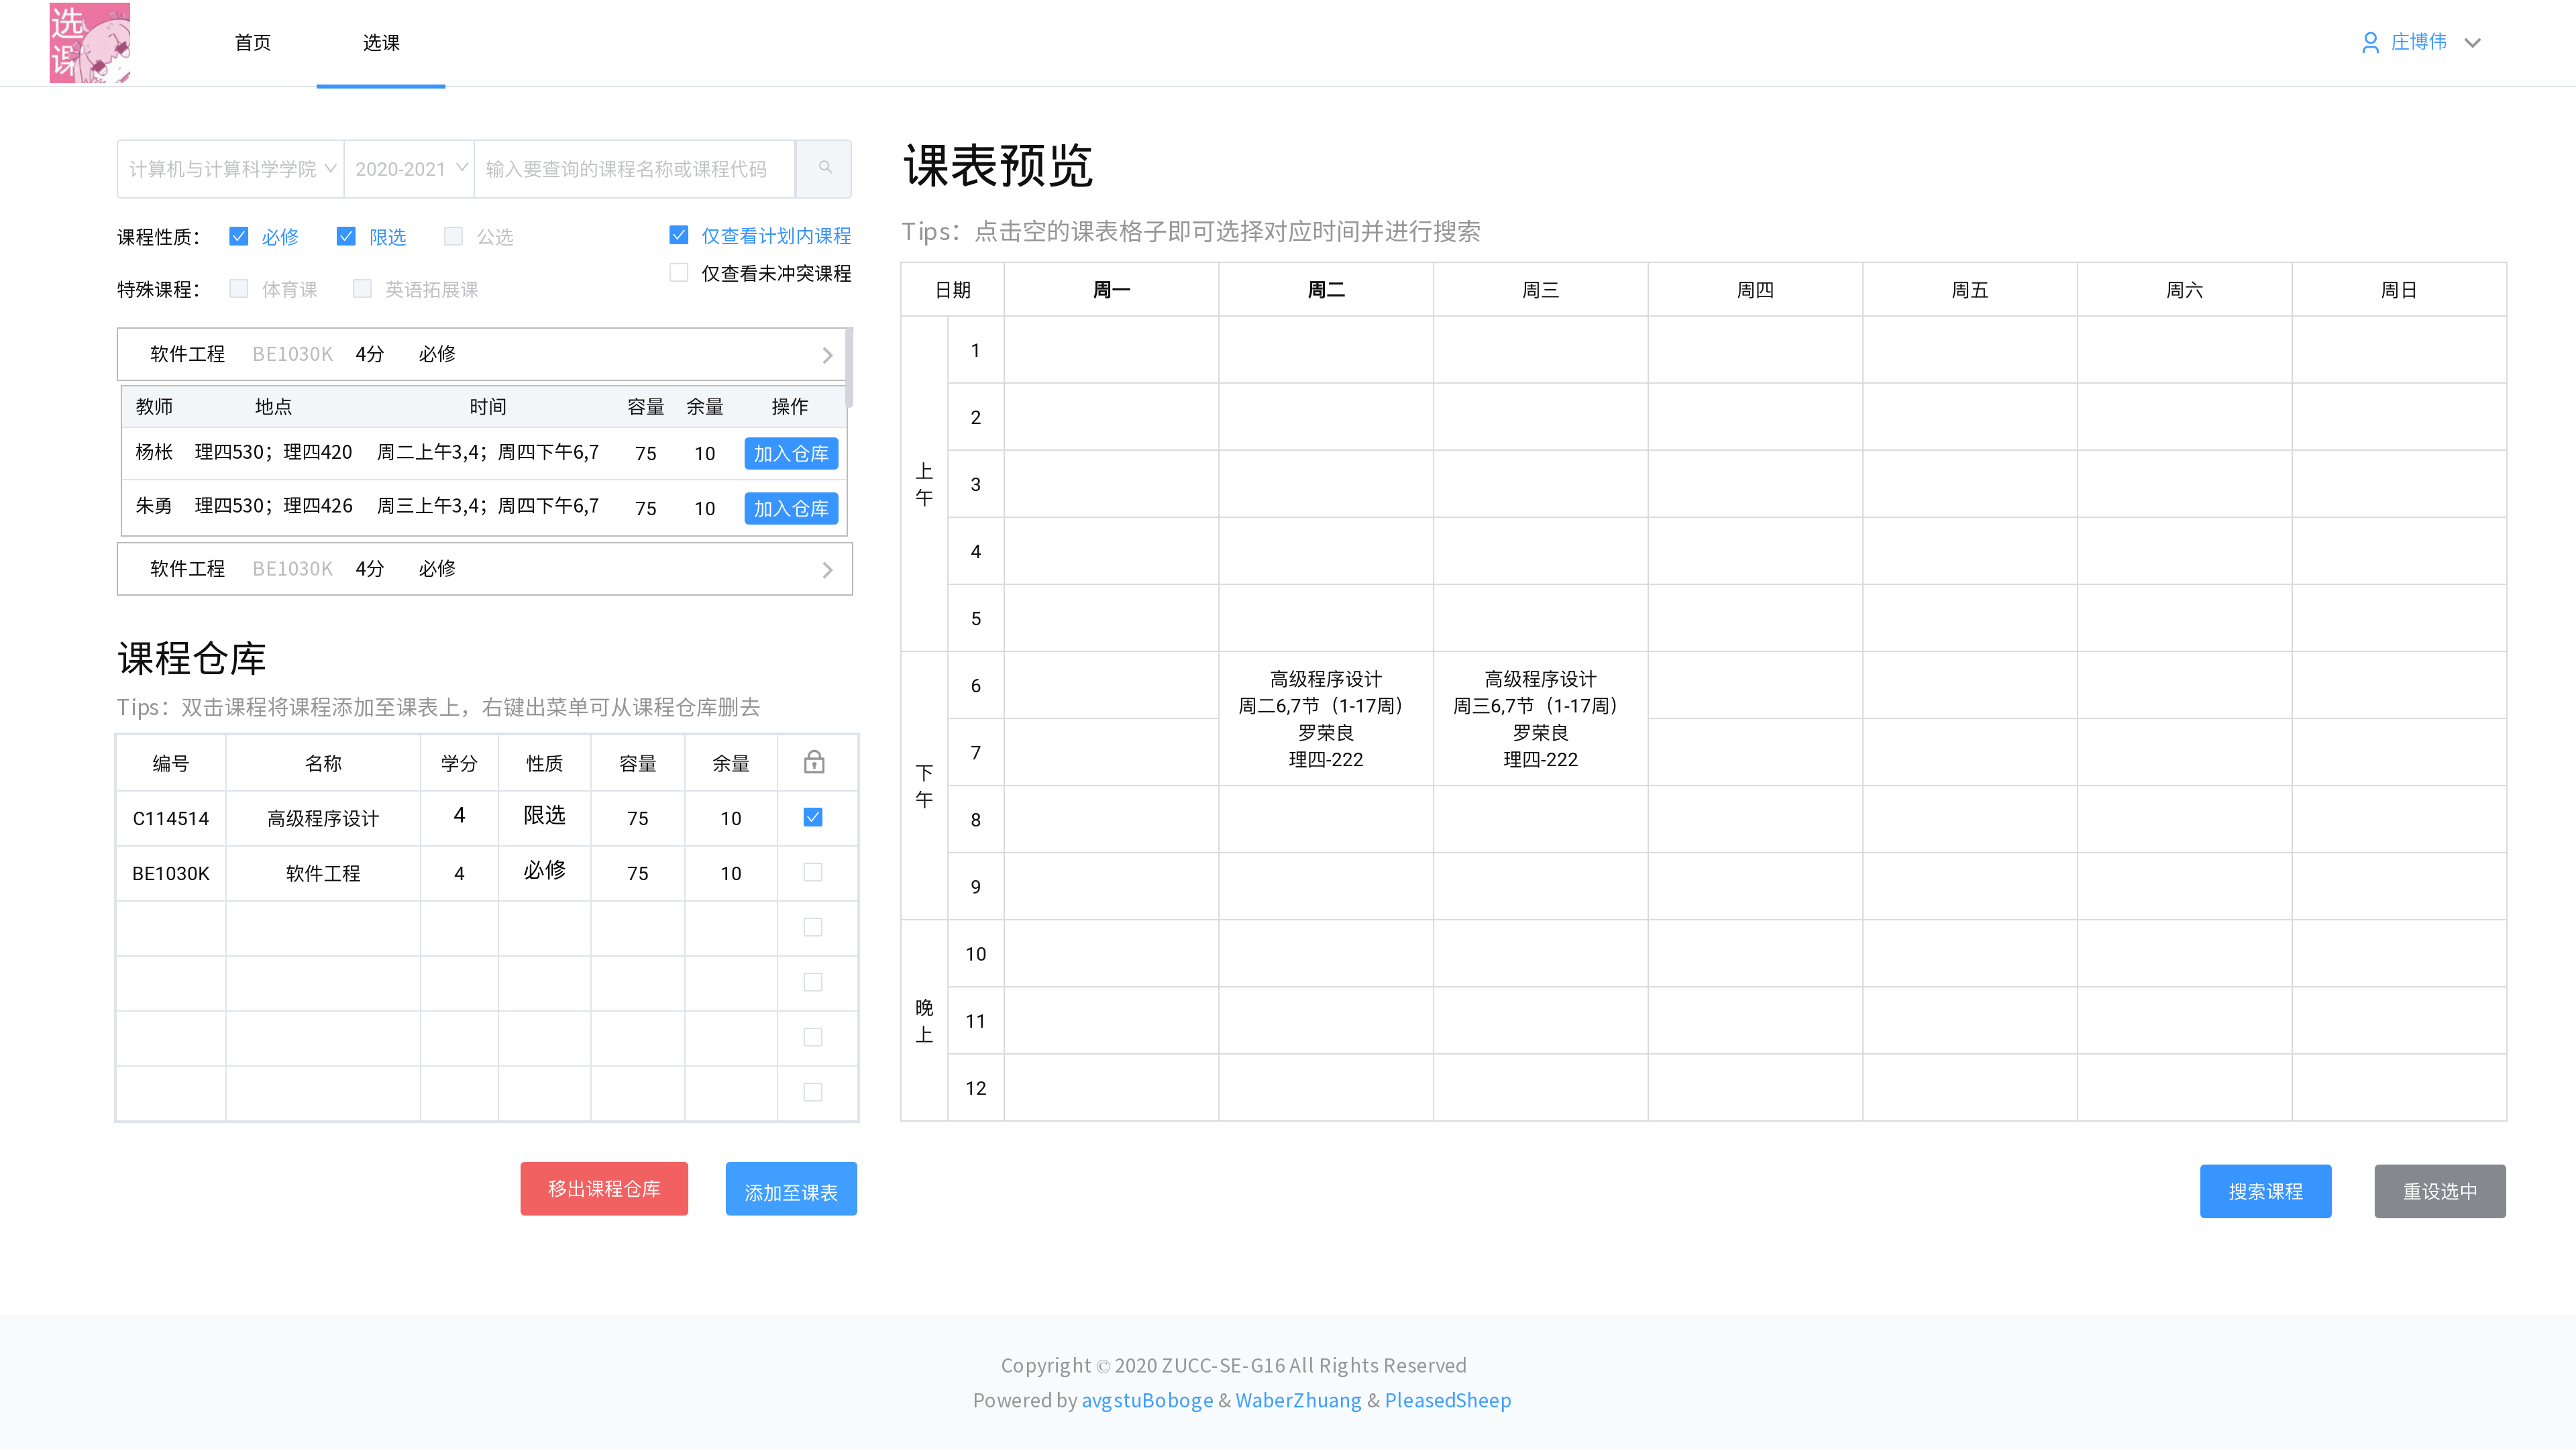 选课
首页
选课
庄博伟
计算机与计算科学学院
2020-2021
输入要查询的课程名称或课程代码
课程性质：
必修
限选
公选
仅查看计划内课程
仅查看未冲突课程
特殊课程：
体育课
英语拓展课
软件工程 BE1030K 4分 必修
教师 地点 时间 容量 余量 操作
杨枨 理四530；理四420 周二上午3,4；周四下午6,7 75 10 加入仓库
朱勇 理四530；理四426 周三上午3,4；周四下午6,7 75 10 加入仓库
软件工程 BE1030K 4分 必修
课程仓库
Tips：双击课程将课程添加至课表上，右键出菜单可从课程仓库删去
编号 名称 学分 性质 容量 余量
C114514 高级程序设计 4 限选 75 10
BE1030K 软件工程 4 必修 75 10
移出课程仓库
添加至课表
课表预览
Tips：点击空的课表格子即可选择对应时间并进行搜索
日期 周一 周二 周三 周四 周五 周六 周日
上午
1
2
3
4
5
下午
6
7
8
9
高级程序设计
周二6,7节（1-17周）
罗荣良
理四-222
高级程序设计
周三6,7节（1-17周）
罗荣良
理四-222
晚上
10
11
12
搜索课程
重设选中
Copyright © 2020 ZUCC-SE-G16 All Rights Reserved
Powered by avgstuBoboge & WaberZhuang & PleasedSheep